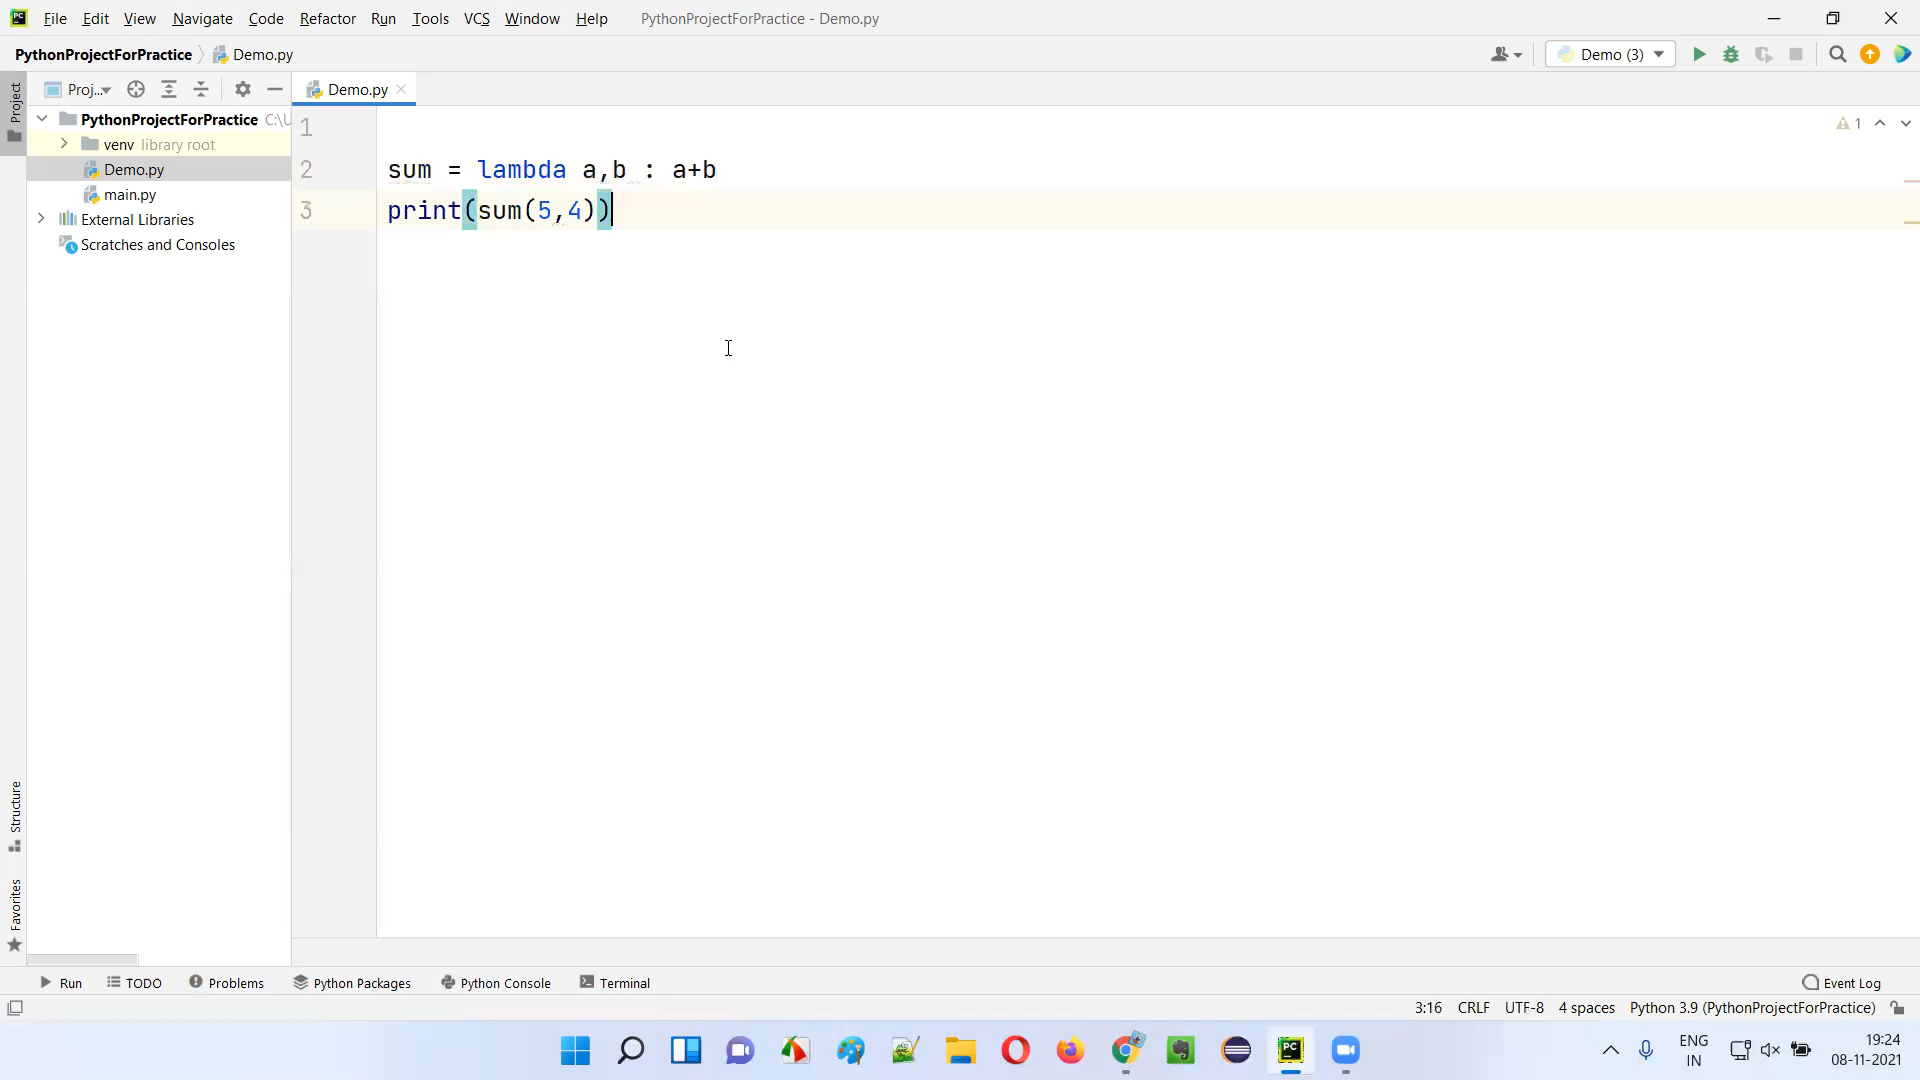 File Edit View Navigate Code Refactor Run Tools VCS Window Help PythonProjectForPractice - Demo.py
PythonProjectForPractice Demo.py Demo (3)
Project
Proj... Demo.py
PythonProjectForPractice C:\U
venv library root
Demo.py
main.py
External Libraries
Scratches and Consoles
1
2 sum = lambda a,b : a+b
3 print(sum(5,4))
1
Structure
Favorites
Run TODO Problems Python Packages Python Console Terminal Event Log
3:16 CRLF UTF-8 4 spaces Python 3.9 (PythonProjectForPractice)
PC
ENG
IN
19:24
08-11-2021